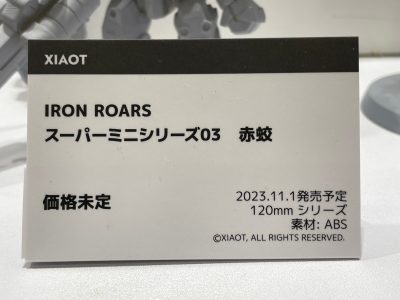 XIAOT
IRON ROARS
スーパーミニシリーズ03 赤蛟
価格未定
2023.11.1発売予定
120mm シリーズ
素材: ABS
©XIAOT, ALL RIGHTS RESERVED.